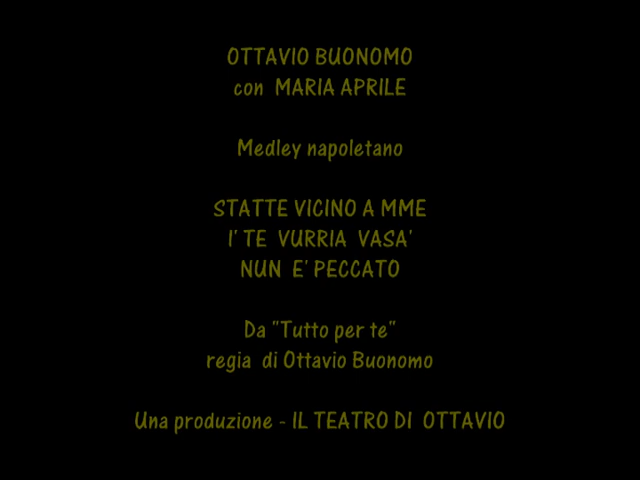 OTTAVIO BUONOMO
con MARIA APRILE
Medley napoletano
STATTE VICINO A MME
I' TE VURRIA VASA'
NUN E' PECCATO
Da "Tutto per te"
regia di Ottavio Buonomo
Una produzione - IL TEATRO DI OTTAVIO